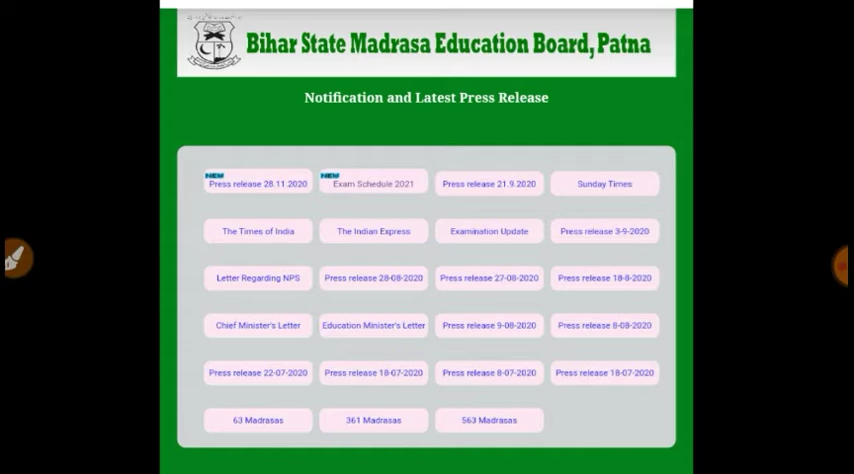 Bihar State Madrasa Education Board, Patna
Notification and Latest Press Release
NEW
Press release 28.11.2020
NEW
Exam Schedule 2021
Press release 21.9.2020
Sunday Times
The Times of India
The Indian Express
Examination Update
Press release 3-9-2020
Letter Regarding NPS
Press release 28-08-2020
Press release 27-08-2020
Press release 18-8-2020
Chief Minister's Letter
Education Minister's Letter
Press release 9-08-2020
Press release 8-08-2020
Press release 22-07-2020
Press release 18-07-2020
Press release 8-07-2020
Press release 18-07-2020
63 Madrasas
361 Madrasas
563 Madrasas